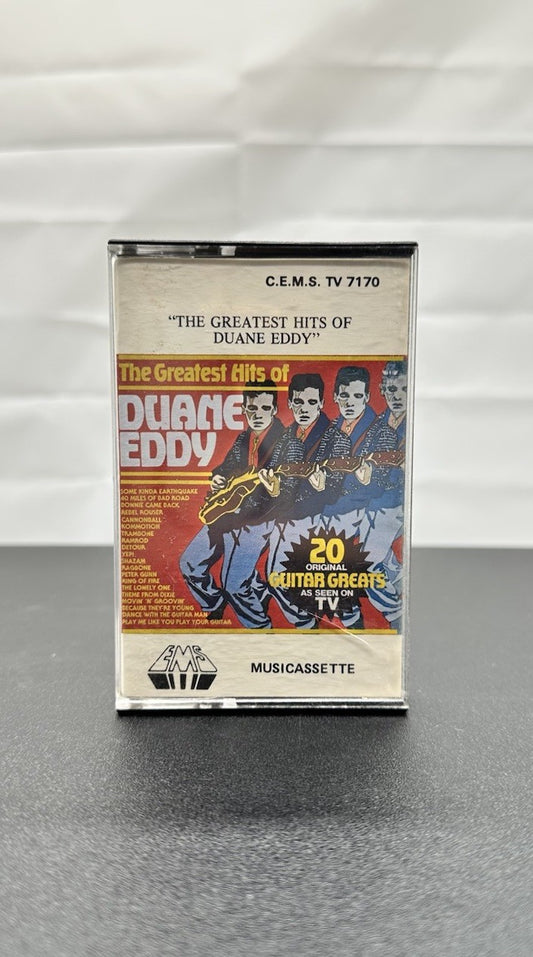 C.E.M.S. TV 7170
"THE GREATEST HITS OF
DUANE EDDY"
The Greatest Hits of
DUANE
EDDY
SOME KINDA EARTHQUAKE
40 MILES OF BAD ROAD
BONNIE CAME BACK
REBEL ROUSER
CANNONBALL
KOMMOTION
TRAMBONE
RAMROD
DETOUR
YEP!
SHAZAM
RAGBONE
PETER GUNN
RING OF FIRE
THE LONELY ONE
THEME FROM DIXIE
MOVIN' 'N' GROOVIN'
BECAUSE THEY'RE YOUNG
DANCE WITH THE GUITAR MAN
PLAY ME LIKE YOU PLAY YOUR GUITAR
20
ORIGINAL
GUITAR GREATS
AS SEEN ON
TV
EMS
MUSICASSETTE